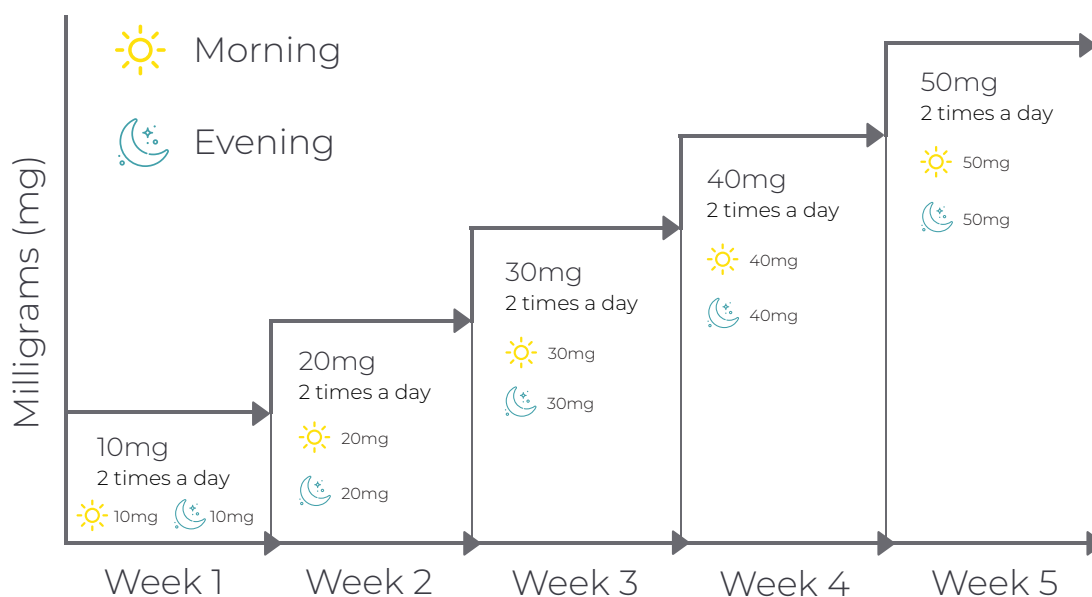 Morning
Evening
Milligrams (mg)
10mg
2 times a day
10mg 10mg
20mg
2 times a day
20mg
20mg
30mg
2 times a day
30mg
30mg
40mg
2 times a day
40mg
40mg
50mg
2 times a day
50mg
50mg
Week 1 Week 2 Week 3 Week 4 Week 5